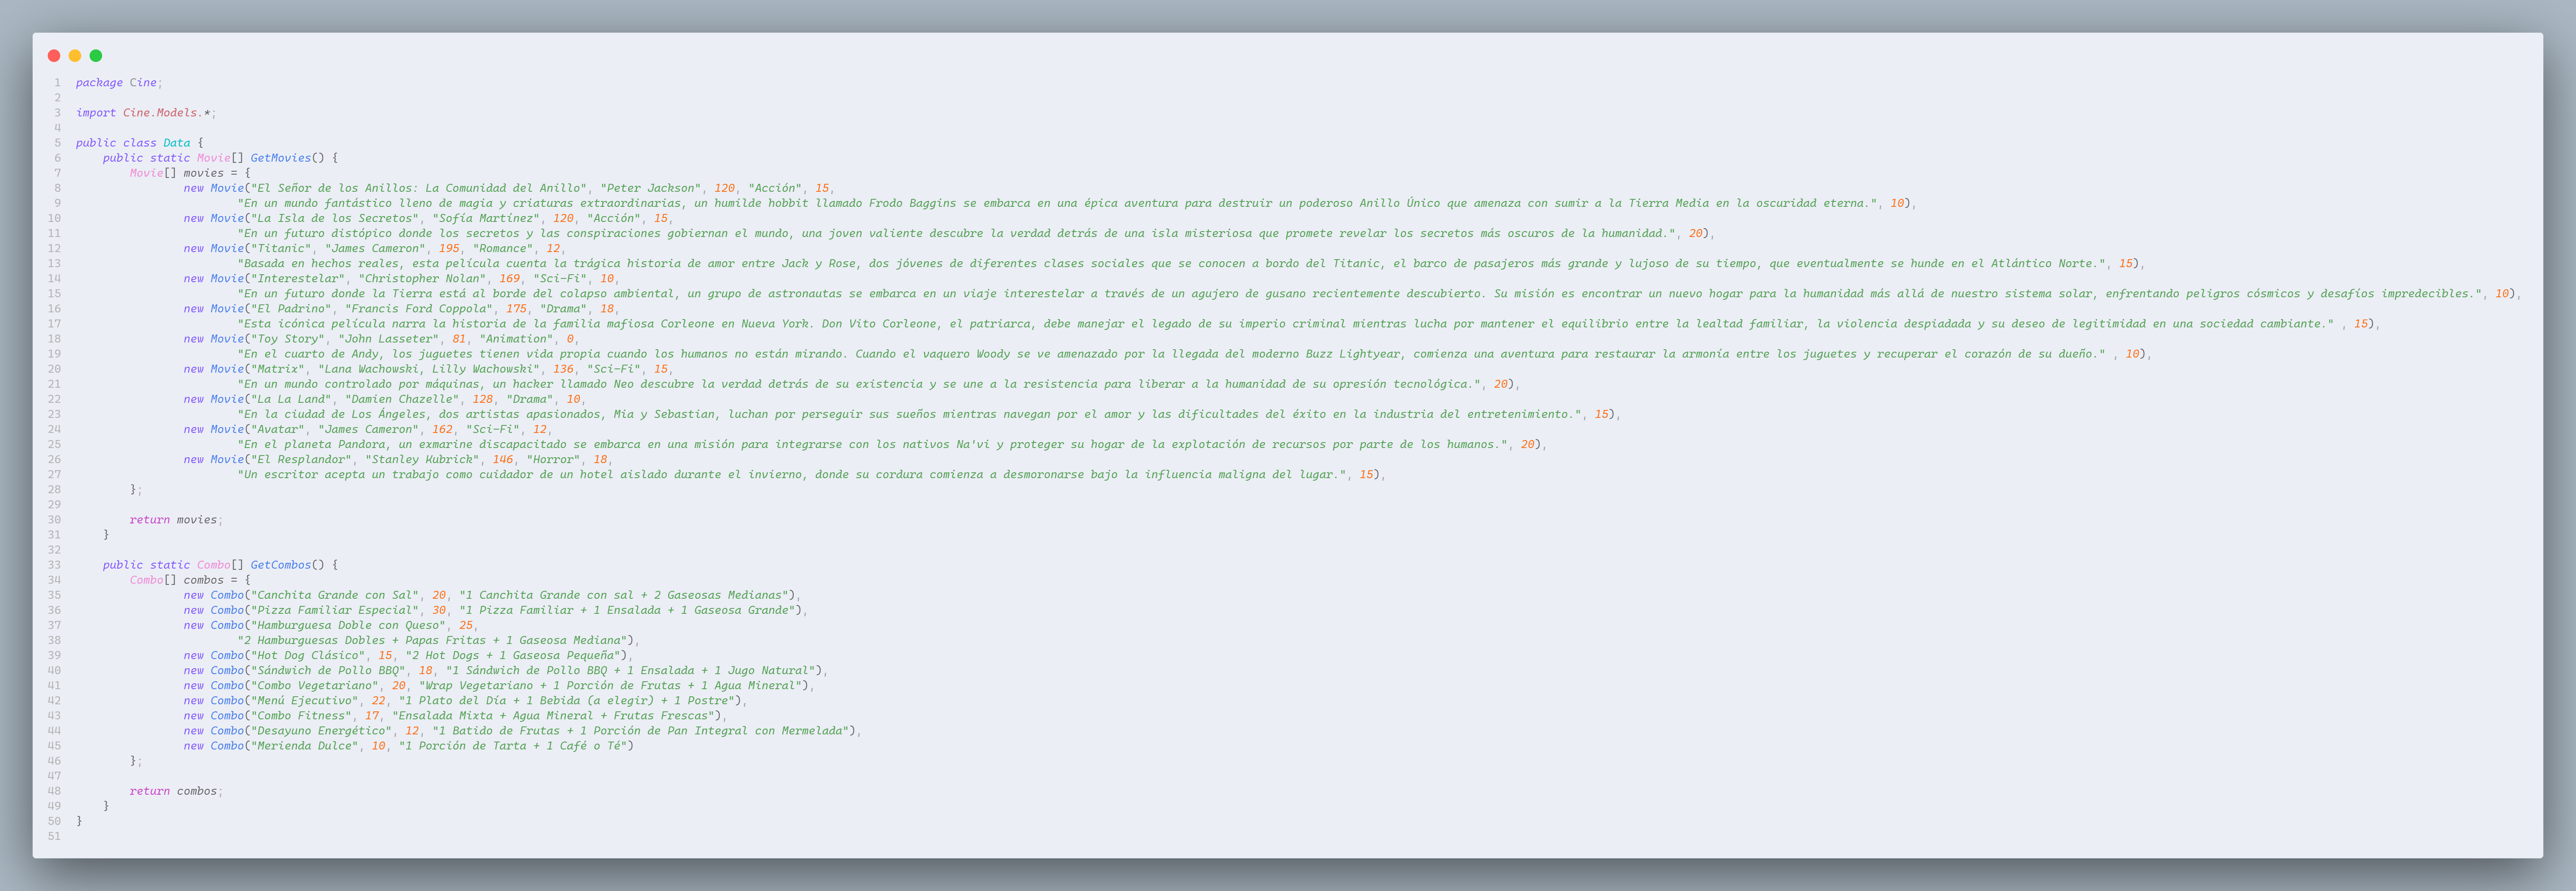 1 package Cine;
2
3 import Cine.Models.*;
4
5 public class Data {
6     public static Movie[] GetMovies() {
7         Movie[] movies = {
8                 new Movie("El Señor de los Anillos: La Comunidad del Anillo", "Peter Jackson", 120, "Acción", 15,
9                         "En un mundo fantástico lleno de magia y criaturas extraordinarias, un humilde hobbit llamado Frodo Baggins se embarca en una épica aventura para destruir un poderoso Anillo Único que amenaza con sumir a la Tierra Media en la oscuridad eterna.", 10),
10                 new Movie("La Isla de los Secretos", "Sofía Martínez", 120, "Acción", 15,
11                         "En un futuro distópico donde los secretos y las conspiraciones gobiernan el mundo, una joven valiente descubre la verdad detrás de una isla misteriosa que promete revelar los secretos más oscuros de la humanidad.", 20),
12                 new Movie("Titanic", "James Cameron", 195, "Romance", 12,
13                         "Basada en hechos reales, esta película cuenta la trágica historia de amor entre Jack y Rose, dos jóvenes de diferentes clases sociales que se conocen a bordo del Titanic, el barco de pasajeros más grande y lujoso de su tiempo, que eventualmente se hunde en el Atlántico Norte.", 15),
14                 new Movie("Interestelar", "Christopher Nolan", 169, "Sci-Fi", 10,
15                         "En un futuro donde la Tierra está al borde del colapso ambiental, un grupo de astronautas se embarca en un viaje interestelar a través de un agujero de gusano recientemente descubierto. Su misión es encontrar un nuevo hogar para la humanidad más allá de nuestro sistema solar, enfrentando peligros cósmicos y desafíos impredecibles.", 10),
16                 new Movie("El Padrino", "Francis Ford Coppola", 175, "Drama", 18,
17                         "Esta icónica película narra la historia de la familia mafiosa Corleone en Nueva York. Don Vito Corleone, el patriarca, debe manejar el legado de su imperio criminal mientras lucha por mantener el equilibrio entre la lealtad familiar, la violencia despiadada y su deseo de legitimidad en una sociedad cambiante." , 15),
18                 new Movie("Toy Story", "John Lasseter", 81, "Animation", 0,
19                         "En el cuarto de Andy, los juguetes tienen vida propia cuando los humanos no están mirando. Cuando el vaquero Woody se ve amenazado por la llegada del moderno Buzz Lightyear, comienza una aventura para restaurar la armonía entre los juguetes y recuperar el corazón de su dueño." , 10),
20                 new Movie("Matrix", "Lana Wachowski, Lilly Wachowski", 136, "Sci-Fi", 15,
21                         "En un mundo controlado por máquinas, un hacker llamado Neo descubre la verdad detrás de su existencia y se une a la resistencia para liberar a la humanidad de su opresión tecnológica.", 20),
22                 new Movie("La La Land", "Damien Chazelle", 128, "Drama", 10,
23                         "En la ciudad de Los Ángeles, dos artistas apasionados, Mia y Sebastian, luchan por perseguir sus sueños mientras navegan por el amor y las dificultades del éxito en la industria del entretenimiento.", 15),
24                 new Movie("Avatar", "James Cameron", 162, "Sci-Fi", 12,
25                         "En el planeta Pandora, un exmarine discapacitado se embarca en una misión para integrarse con los nativos Na'vi y proteger su hogar de la explotación de recursos por parte de los humanos.", 20),
26                 new Movie("El Resplandor", "Stanley Kubrick", 146, "Horror", 18,
27                         "Un escritor acepta un trabajo como cuidador de un hotel aislado durante el invierno, donde su cordura comienza a desmoronarse bajo la influencia maligna del lugar.", 15),
28         };
29
30         return movies;
31     }
32
33     public static Combo[] GetCombos() {
34         Combo[] combos = {
35                 new Combo("Canchita Grande con Sal", 20, "1 Canchita Grande con sal + 2 Gaseosas Medianas"),
36                 new Combo("Pizza Familiar Especial", 30, "1 Pizza Familiar + 1 Ensalada + 1 Gaseosa Grande"),
37                 new Combo("Hamburguesa Doble con Queso", 25,
38                         "2 Hamburguesas Dobles + Papas Fritas + 1 Gaseosa Mediana"),
39                 new Combo("Hot Dog Clásico", 15, "2 Hot Dogs + 1 Gaseosa Pequeña"),
40                 new Combo("Sándwich de Pollo BBQ", 18, "1 Sándwich de Pollo BBQ + 1 Ensalada + 1 Jugo Natural"),
41                 new Combo("Combo Vegetariano", 20, "Wrap Vegetariano + 1 Porción de Frutas + 1 Agua Mineral"),
42                 new Combo("Menú Ejecutivo", 22, "1 Plato del Día + 1 Bebida (a elegir) + 1 Postre"),
43                 new Combo("Combo Fitness", 17, "Ensalada Mixta + Agua Mineral + Frutas Frescas"),
44                 new Combo("Desayuno Energético", 12, "1 Batido de Frutas + 1 Porción de Pan Integral con Mermelada"),
45                 new Combo("Merienda Dulce", 10, "1 Porción de Tarta + 1 Café o Té")
46         };
47
48         return combos;
49     }
50 }
51